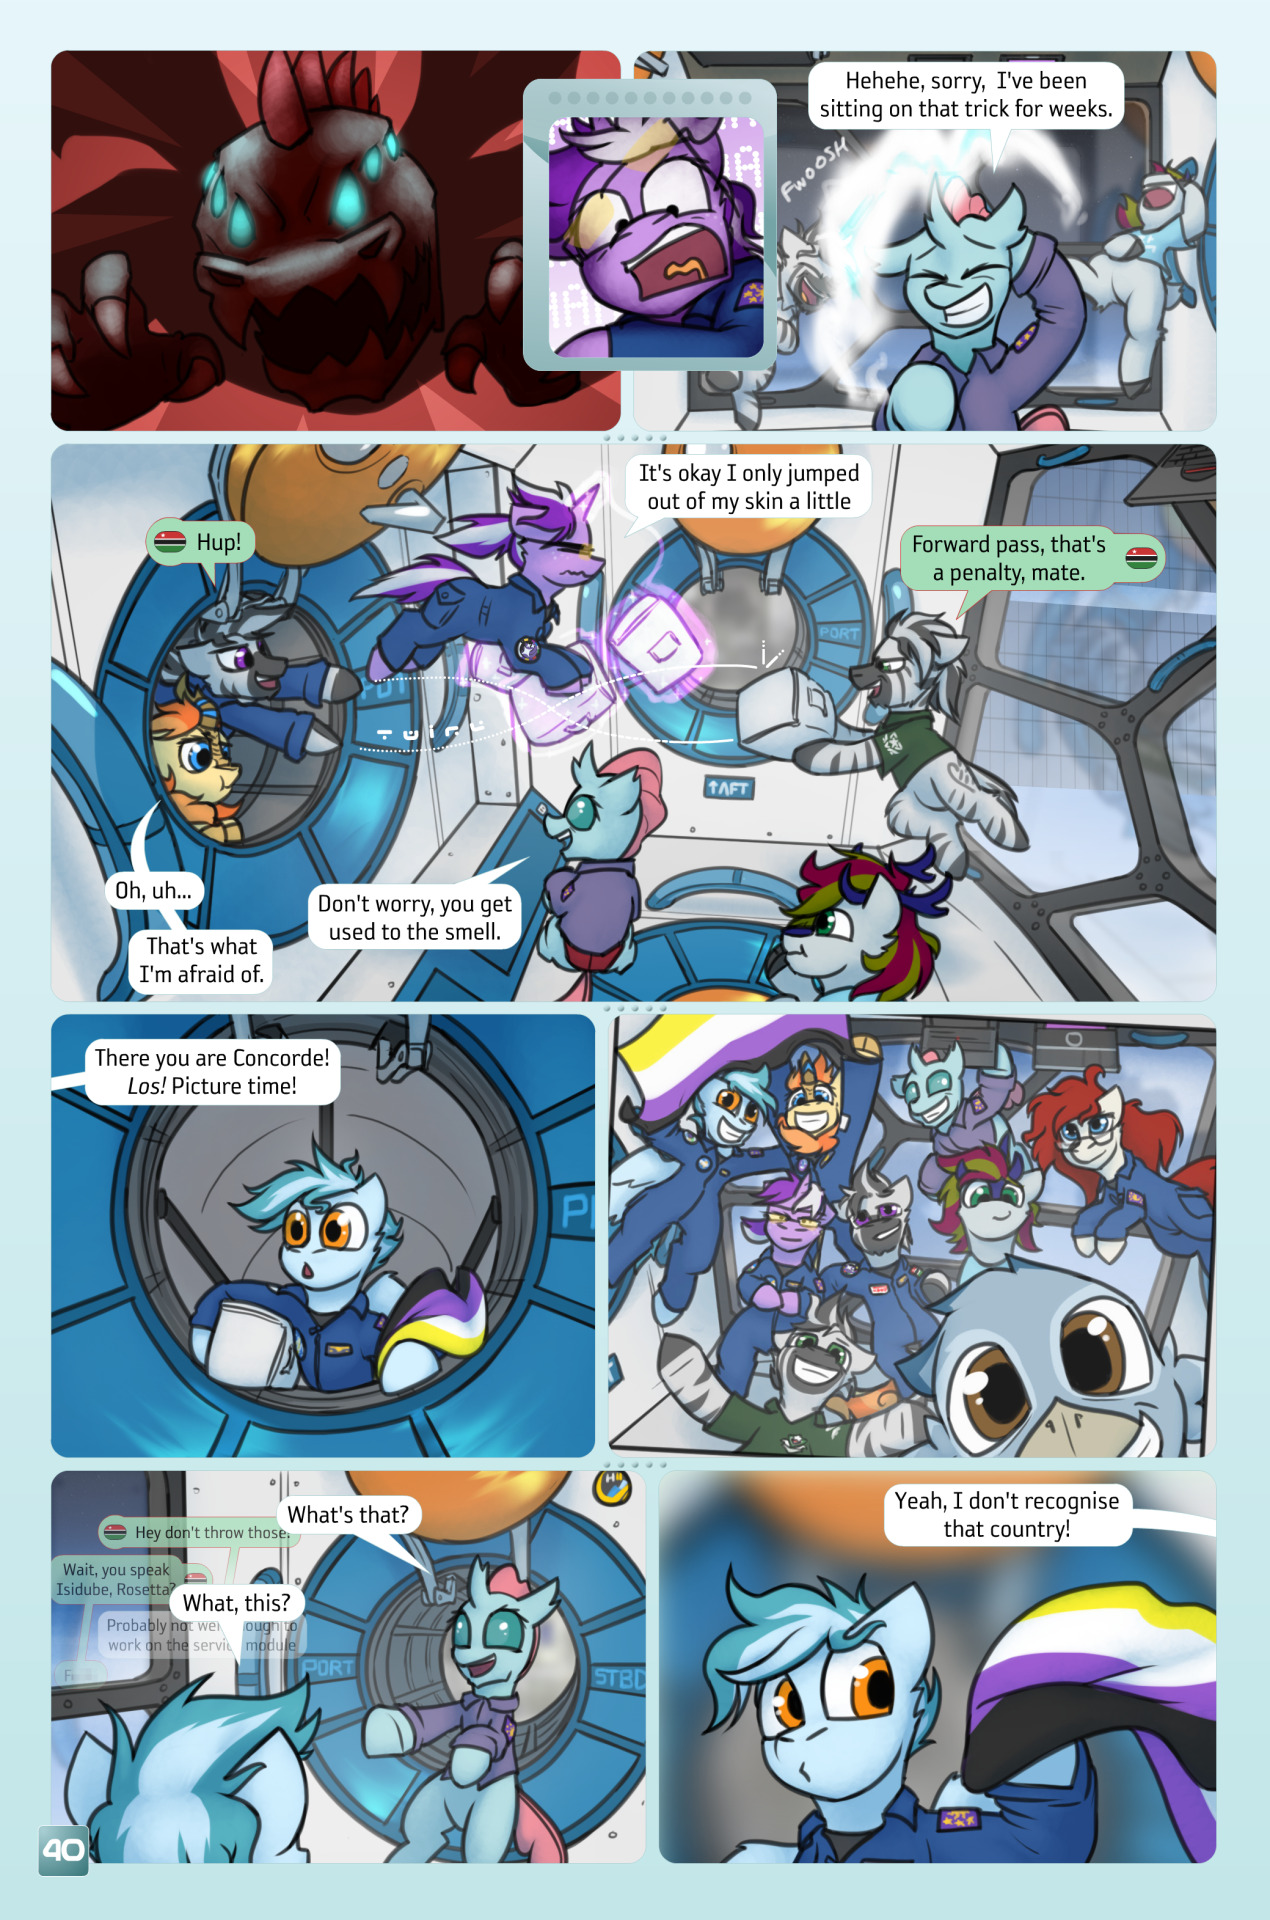 Hehehe, sorry, I've been
sitting on that trick for weeks.
FWOOSH
It's okay I only jumped
out of my skin a little
Hup!
Forward pass, that's
a penalty, mate.
PORT
↑AFT
Oh, uh...
That's what
I'm afraid of.
Don't worry, you get
used to the smell.
There you are Concorde!
Los! Picture time!
What's that?
Hey don't throw those!
Wait, you speak
Isidube, Rosetta?
What, this?
Probably not well enough to
work on the service module
PORT
STBD
Yeah, I don't recognise
that country!
40